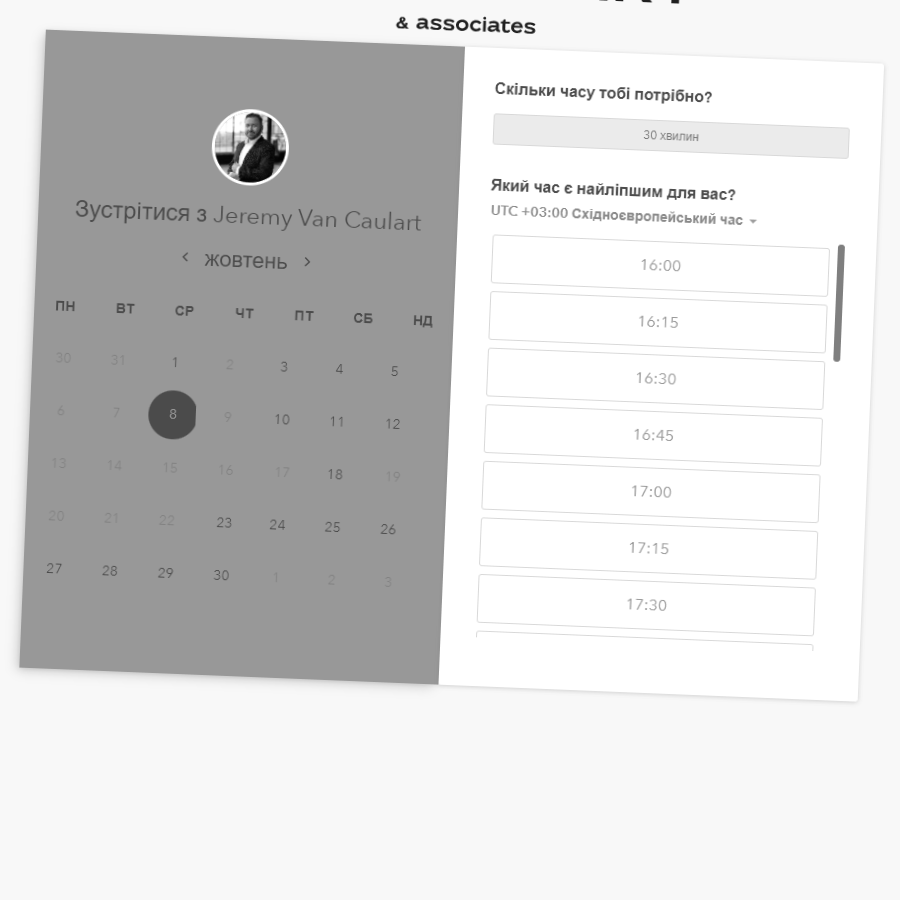 & associates
Зустрітися з Jeremy Van Caulart
жовтень
ПН ВТ СР ЧТ ПТ СБ НД
30 31 1 2 3 4 5
6 7 8 9 10 11 12
13 14 15 16 17 18 19
20 21 22 23 24 25 26
27 28 29 30 1 2 3
Скільки часу тобі потрібно?
30 хвилин
Який час є найліпшим для вас?
UTC +03:00 Східноєвропейський час
16:00
16:15
16:30
16:45
17:00
17:15
17:30